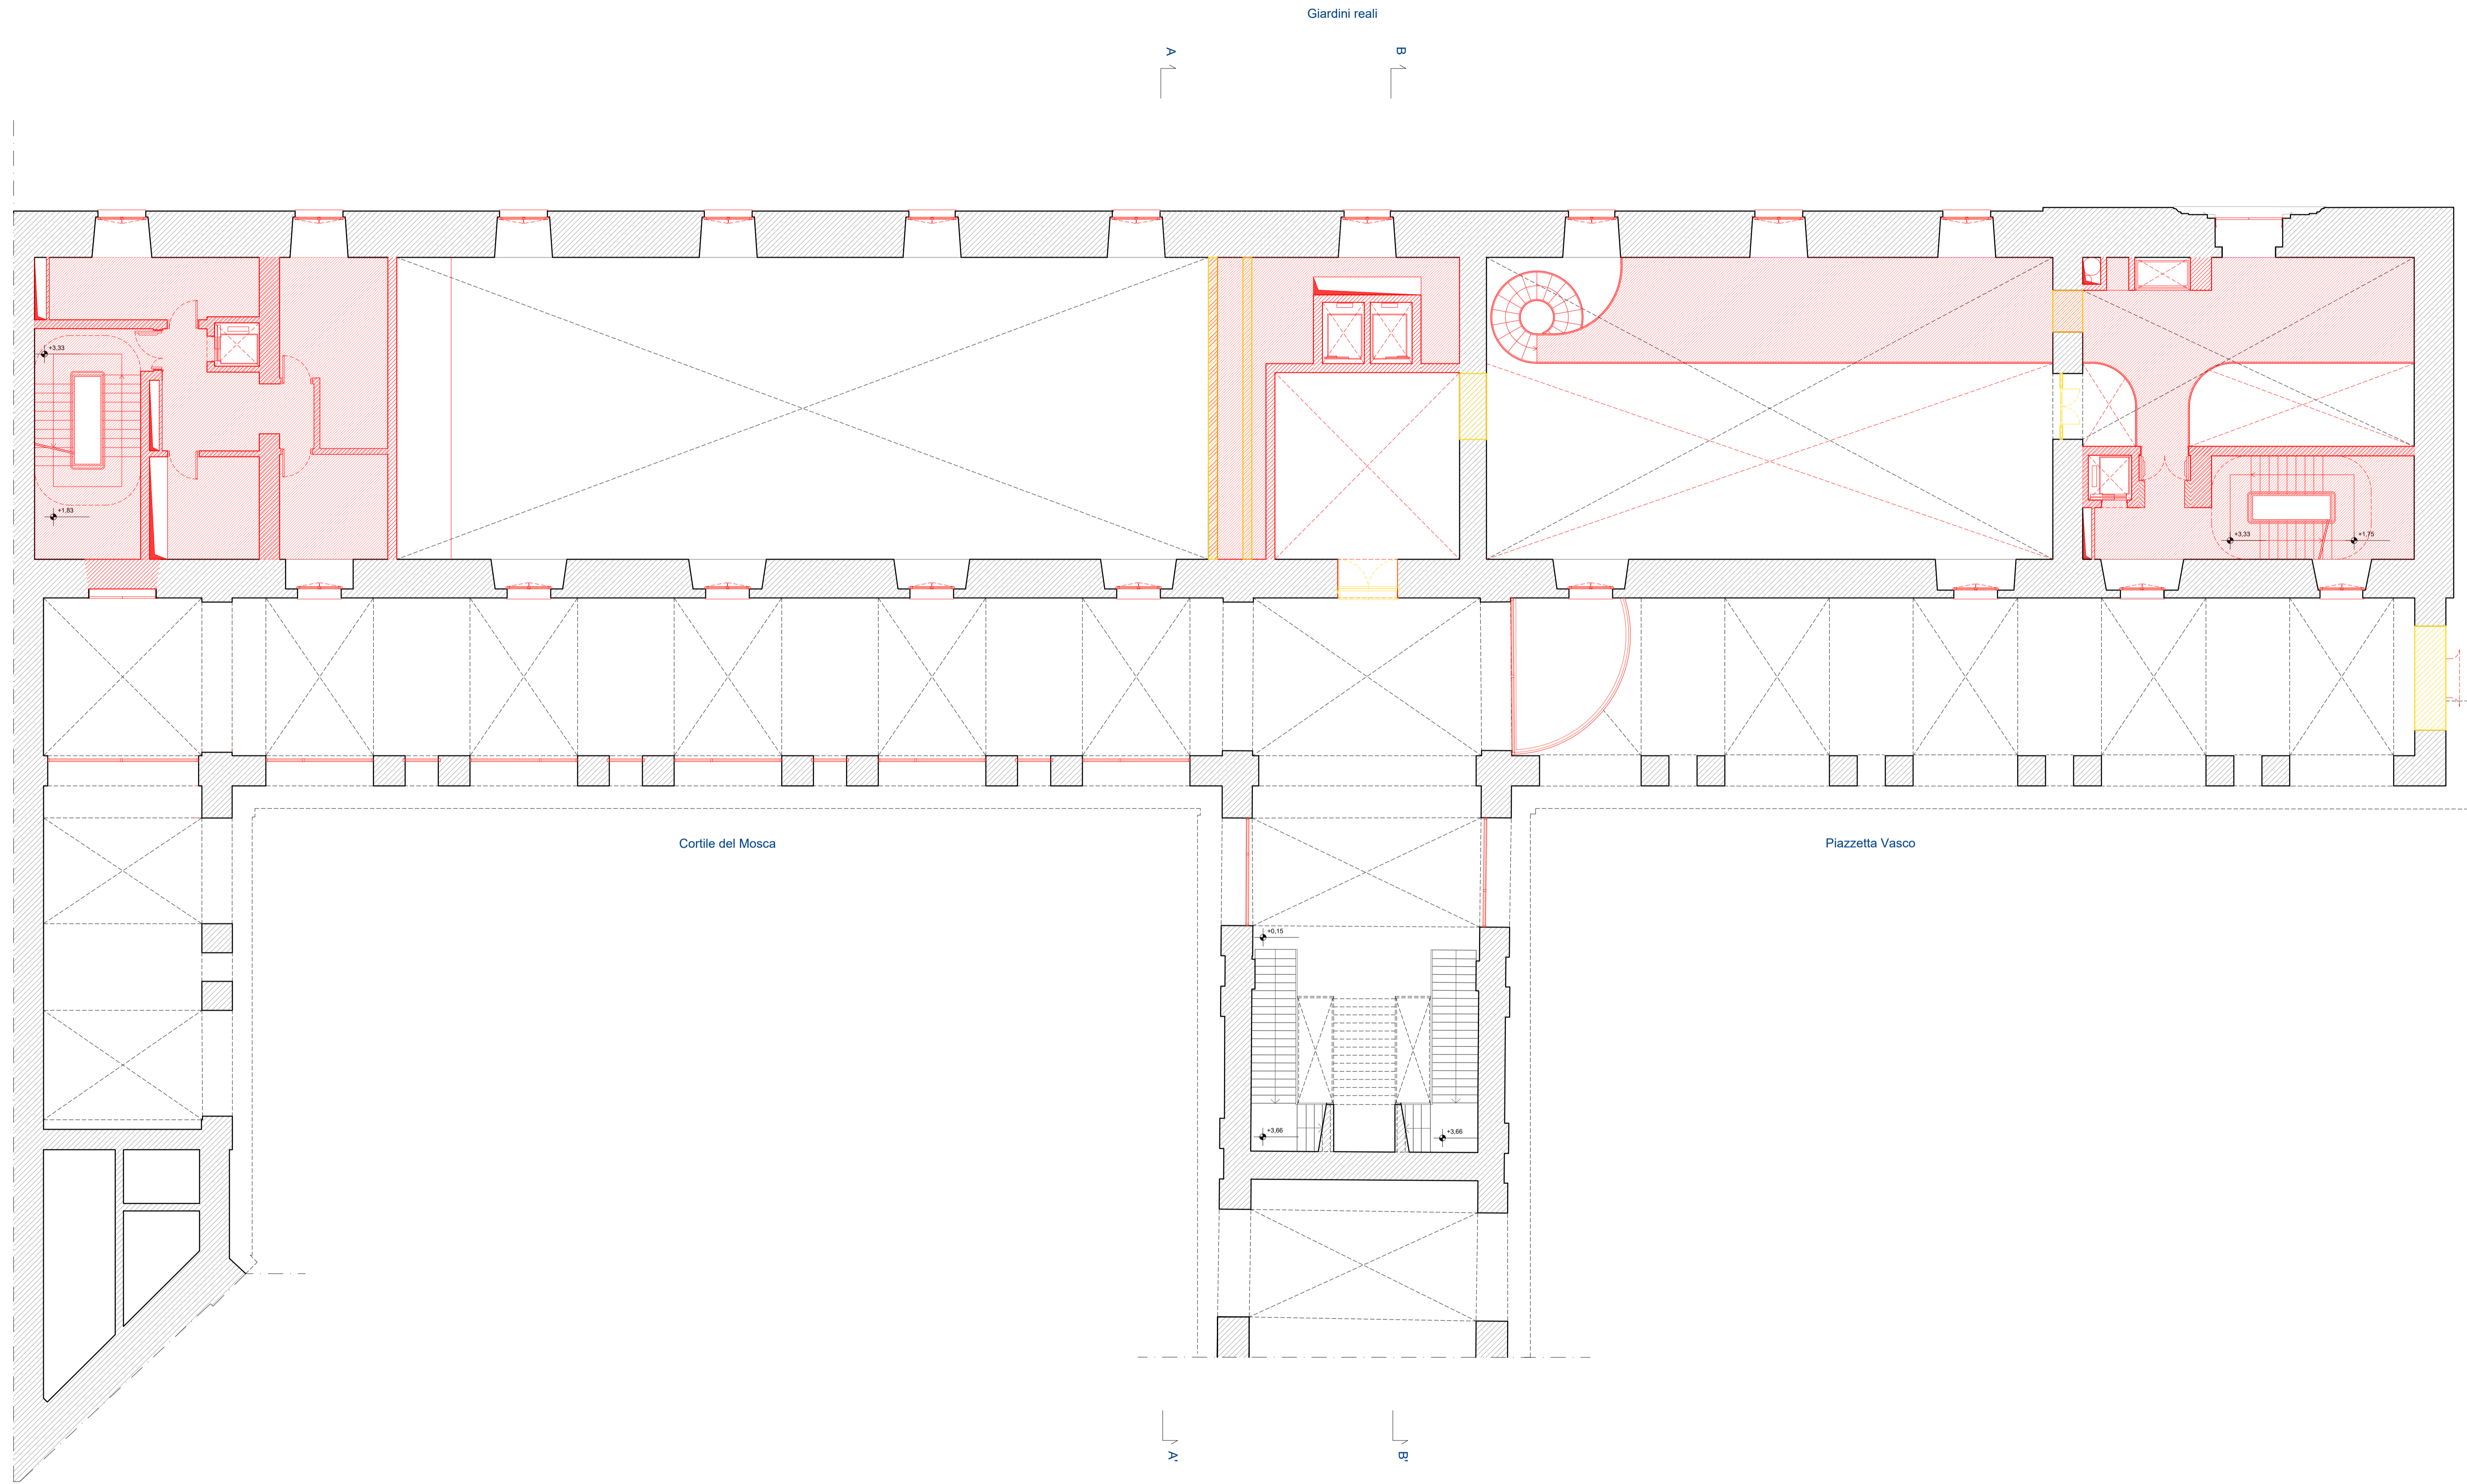 Giardini reali
A
B
+3,33
+1,83
+3,33
+1,75
Cortile del Mosca
Piazzetta Vasco
+0,15
+3,66
+3,66
A'
B'